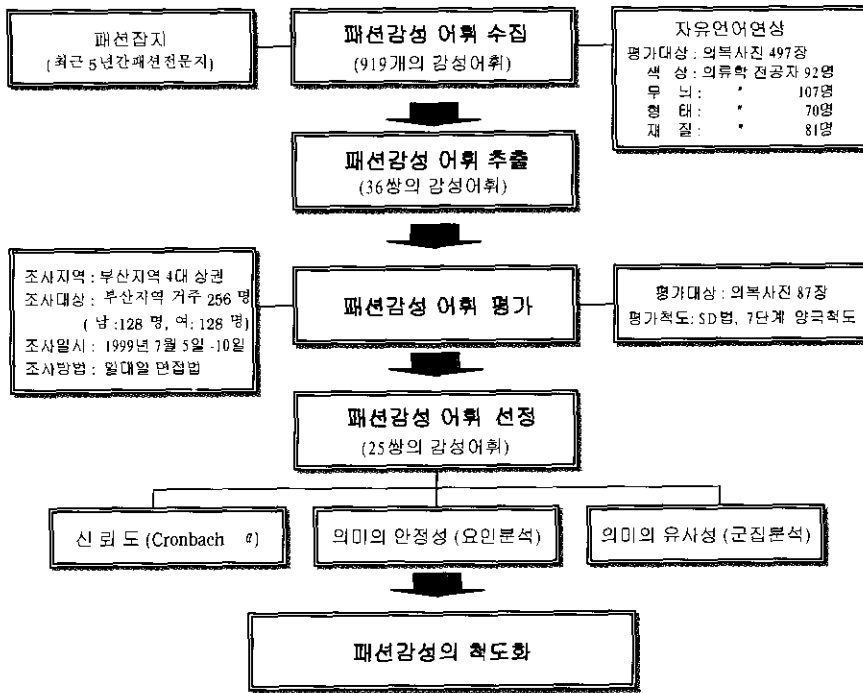 패션잡지
(최근 5년간패션전문지)
패션감성 어휘 수집
(919개의 감성어휘)
자유언어연상
평가대상 : 의복사진 497장
색 상 : 의류학 전공자 92명
무 늬 : " 107명
형 태 : " 70명
재 질 : " 81명
패션감성 어휘 추출
(36쌍의 감성어휘)
조사지역 : 부산지역 4대 상권
조사대상 : 부산지역 거주 256 명
( 남 :128 명, 여: 128 명)
조사일시 : 1999년 7월 5일 -10일
조사방법 : 일대일 면접법
패션감성 어휘 평가
평가대상 : 의복사진 87장
평가척도: SD법, 7단계 양극척도
패션감성 어휘 선정
(25쌍의 감성어휘)
신 뢰 도 (Cronbach α)
의미의 안정성 (요인분석)
의미의 유사성 (군집분석)
패션감성의 척도화